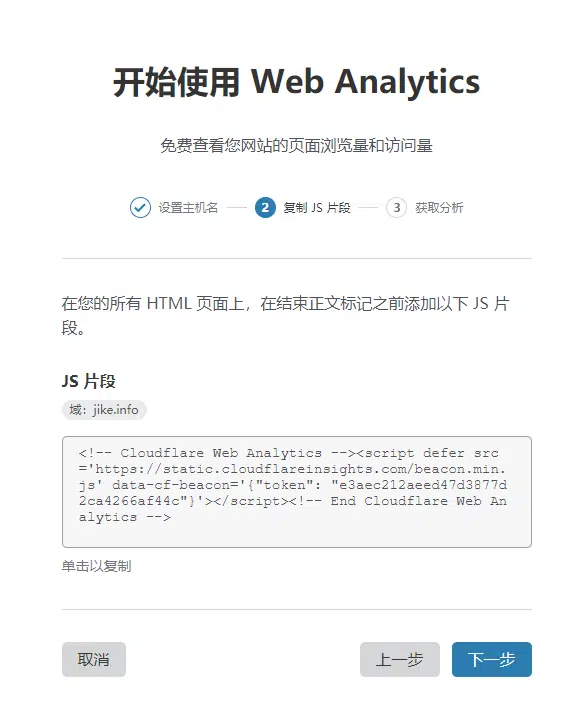 开始使用 Web Analytics
免费查看您网站的页面浏览量和访问量
设置主机名 2 复制 JS 片段 3 获取分析
在您的所有 HTML 页面上，在结束正文标记之前添加以下 JS 片
段。
JS 片段
域：jike.info
<!-- Cloudflare Web Analytics --><script defer src
='https://static.cloudflareinsights.com/beacon.min.
js' data-cf-beacon='{"token": "e3aec212aeed47d3877d
2ca4266af44c"}'></script><!-- End Cloudflare Web An
alytics -->
单击以复制
取消 上一步 下一步